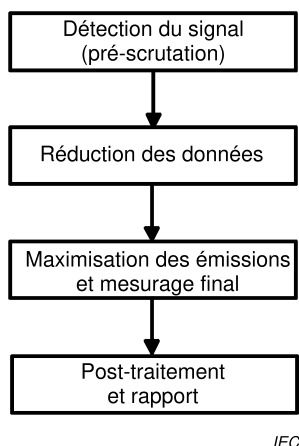 Détection du signal
(pré-scrutation)
Réduction des données
Maximisation des émissions
et mesurage final
Post-traitement
et rapport
IEC